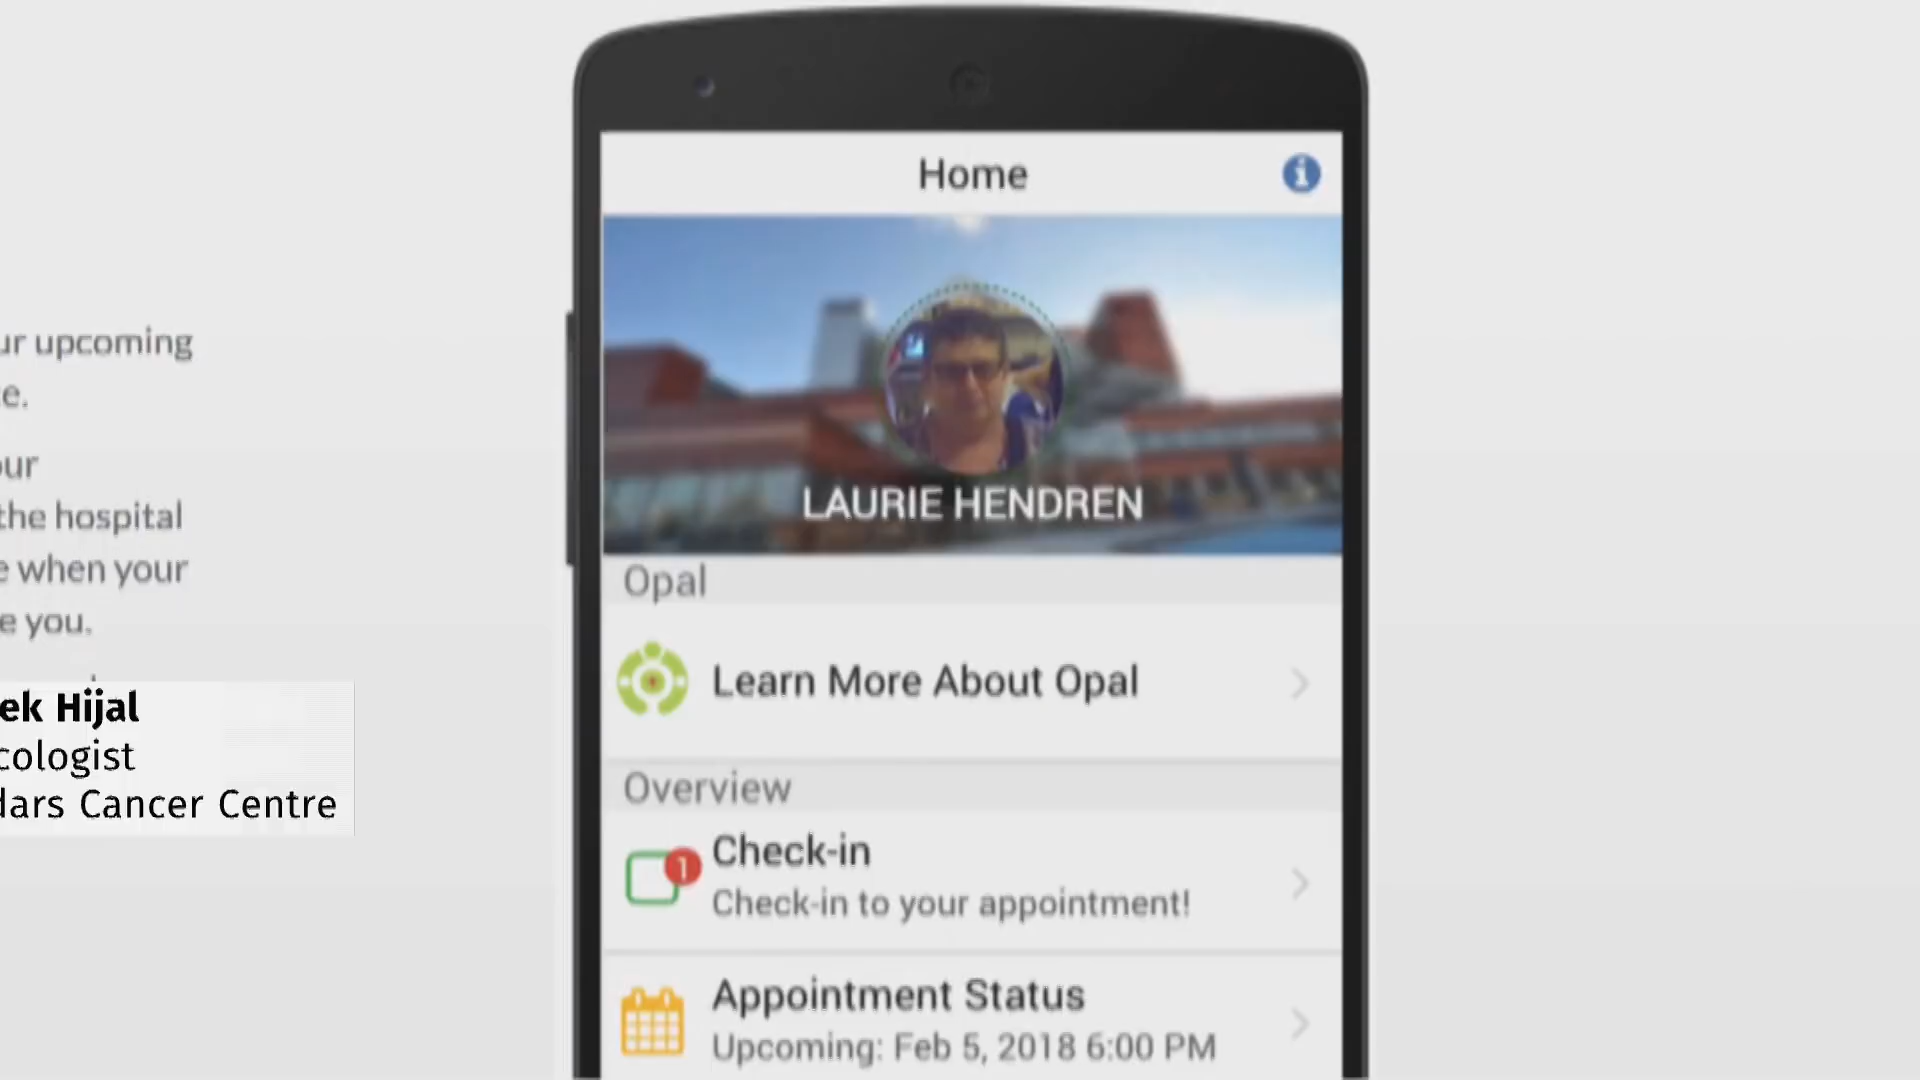 ur upcoming
e.
our
the hospital
e when your
e you.
ek Hijal
cologist
dars Cancer Centre
Home
LAURIE HENDREN
Opal
Learn More About Opal
Overview
1
Check-in
Check-in to your appointment!
Appointment Status
Upcoming: Feb 5, 2018 6:00 PM